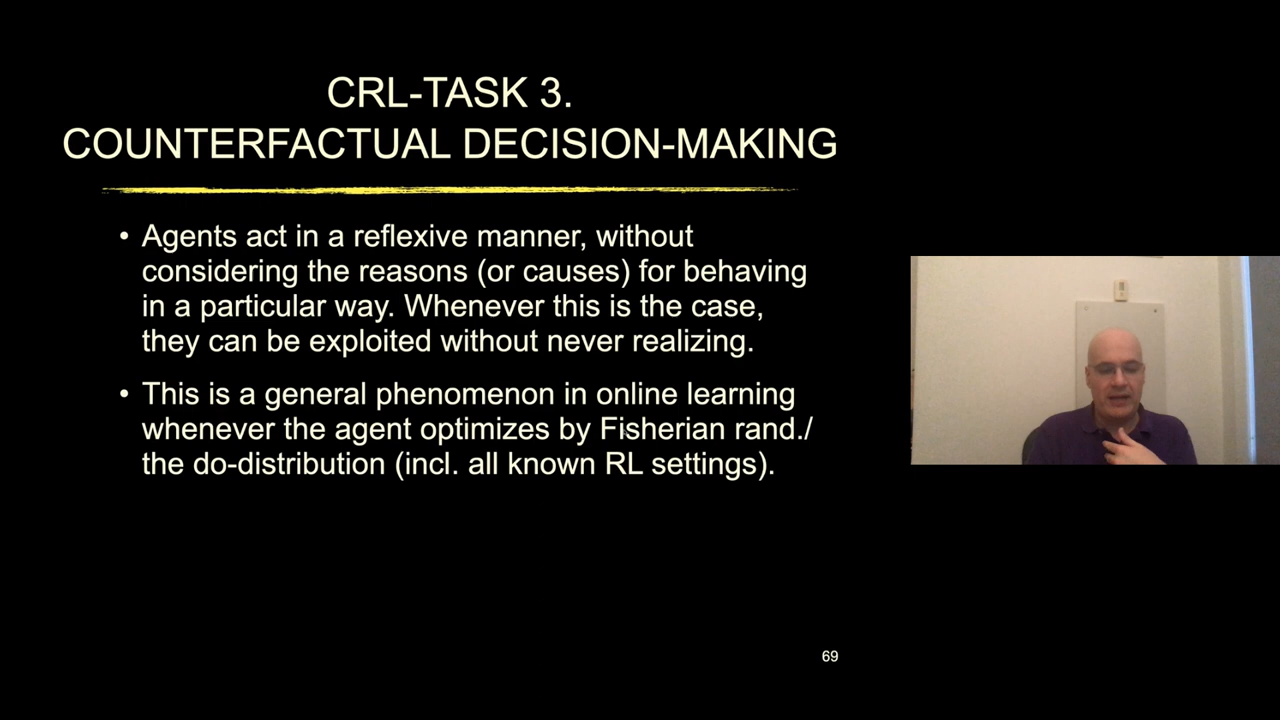 CRL-TASK 3.
COUNTERFACTUAL DECISION-MAKING
• Agents act in a reflexive manner, without
considering the reasons (or causes) for behaving
in a particular way. Whenever this is the case,
they can be exploited without never realizing.
• This is a general phenomenon in online learning
whenever the agent optimizes by Fisherian rand./
the do-distribution (incl. all known RL settings).
69